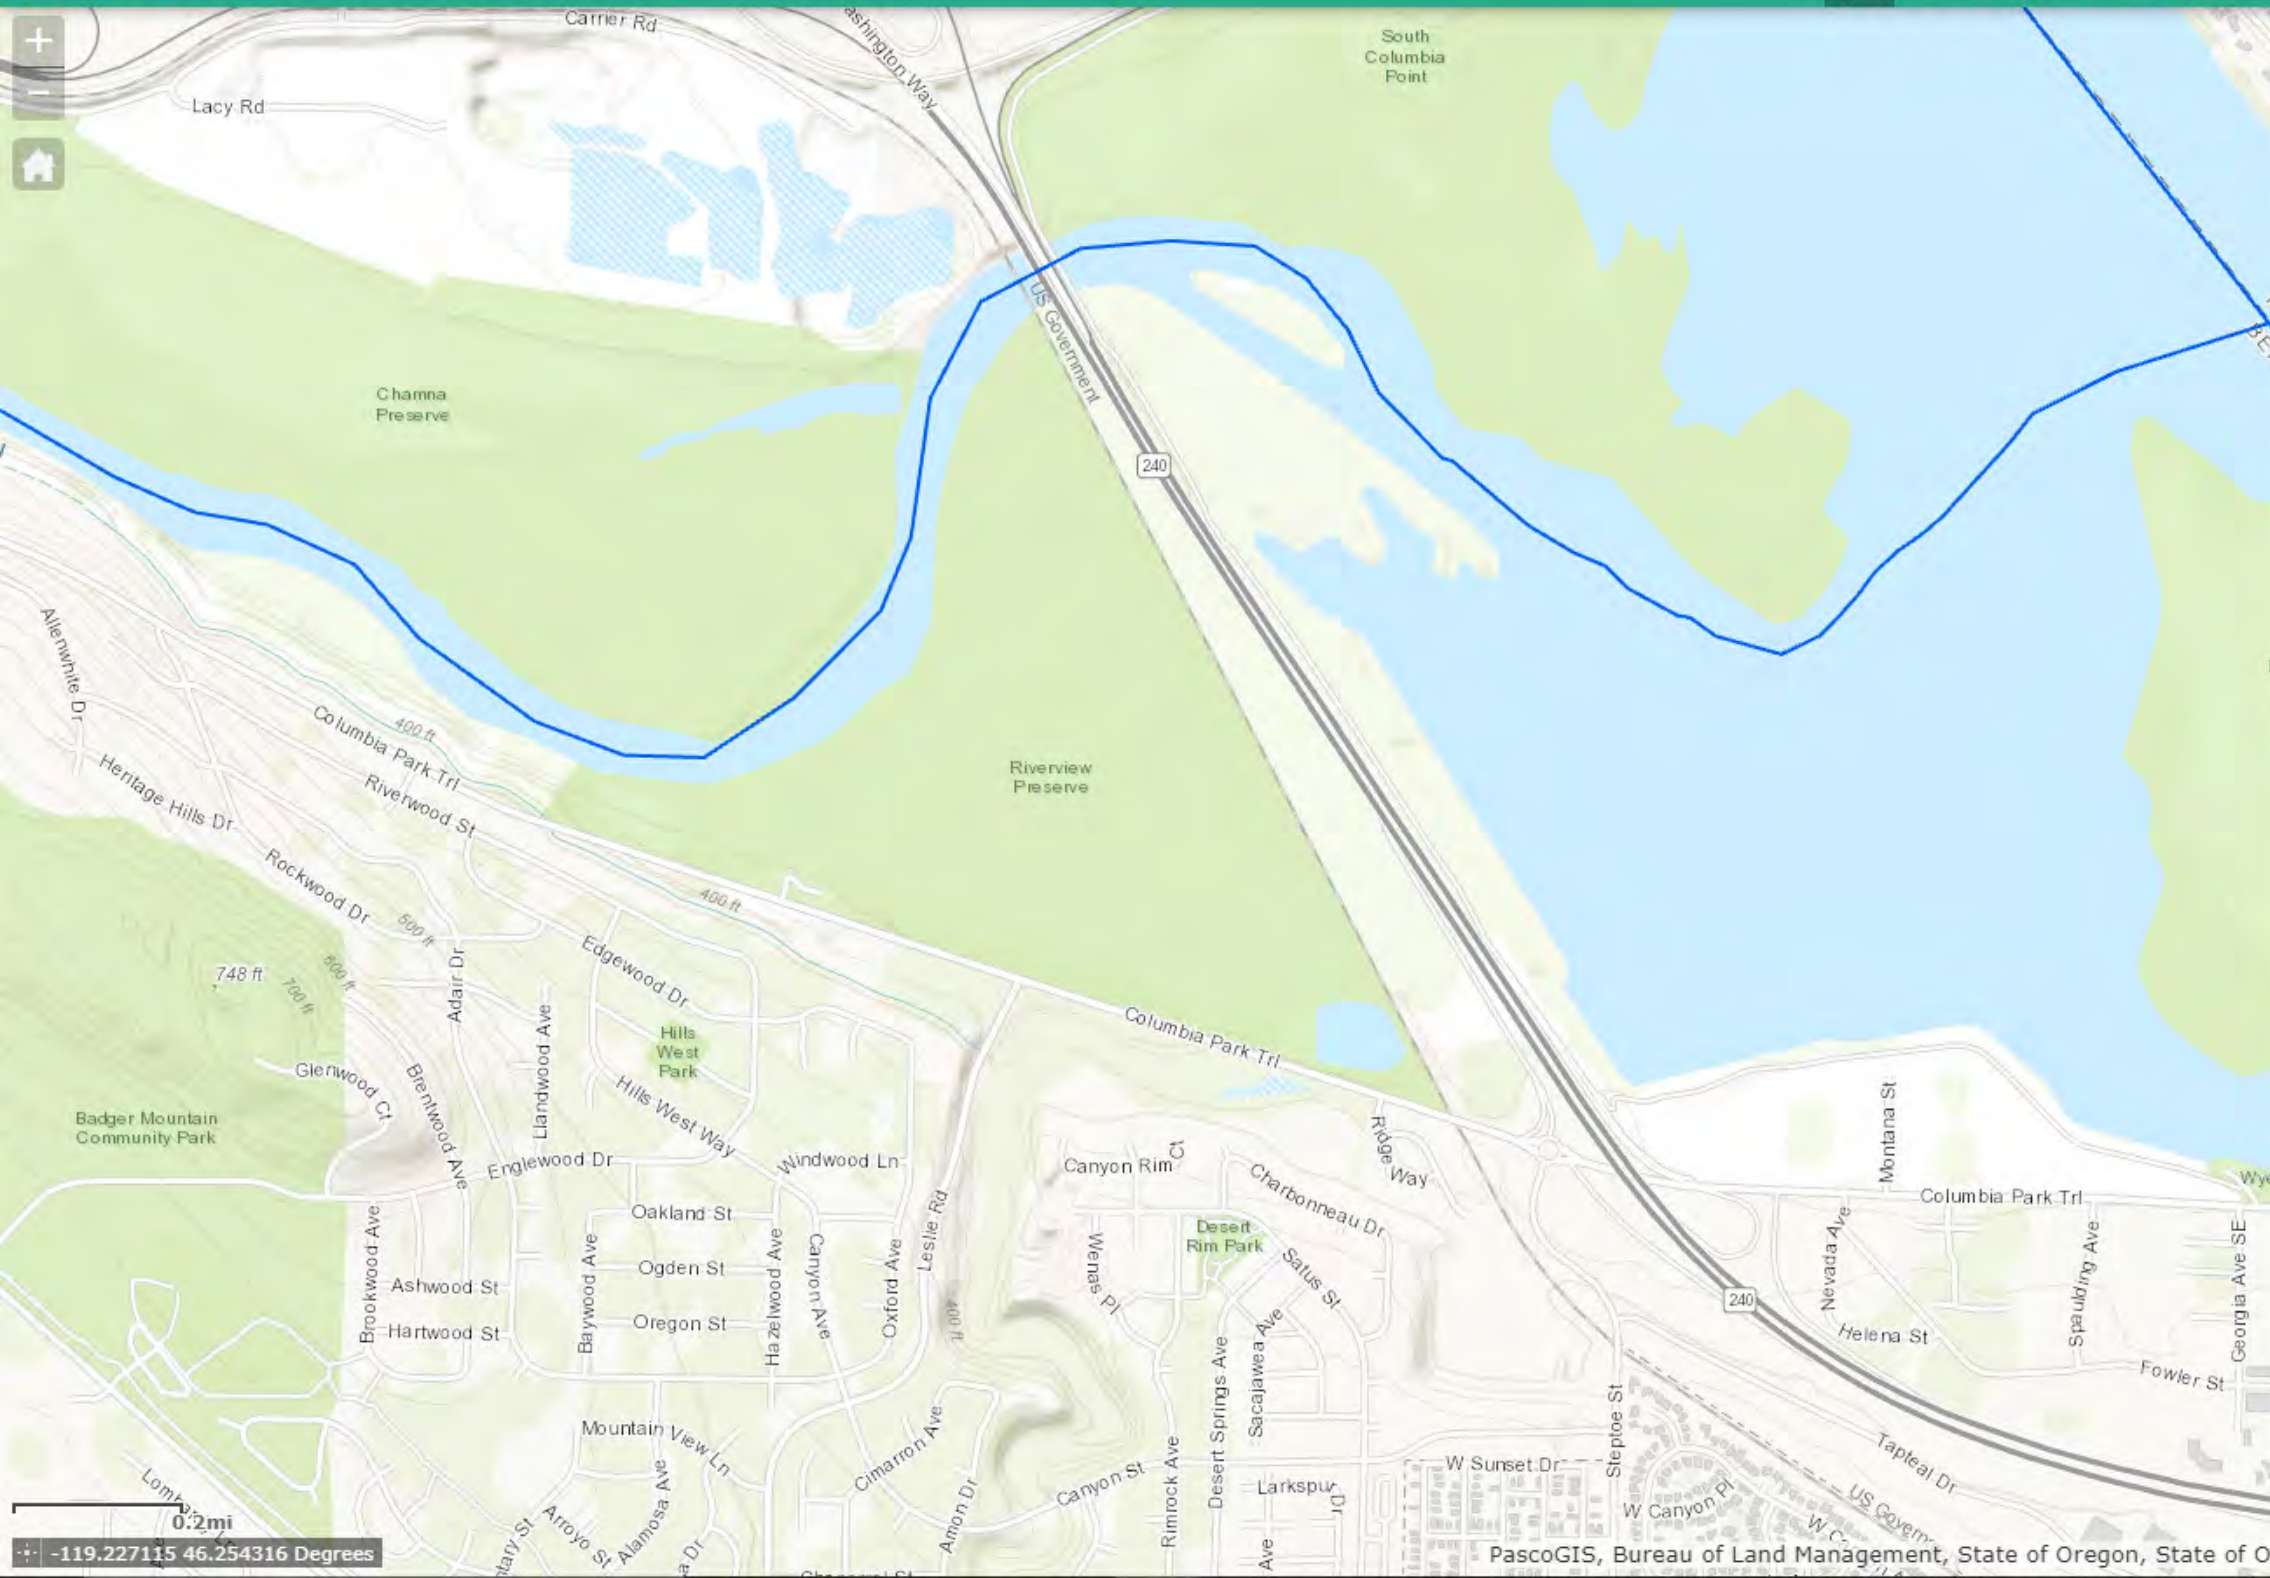 Carrier Rd
ashington Way
South
Columbia
Point
+
−
Lacy Rd
US Government
Chamna
Preserve
240
Allenwhite Dr
Columbia Park Trl
400 ft
Riverwood St
Heritage Hills Dr
Riverview
Preserve
Rockwood Dr
400 ft
500 ft
Edgewood Dr
748 ft
600 ft
700 ft
Adair Dr
Llandwood Ave
Hills
West
Park
Columbia Park Trl
Glenwood Ct
Brentwood Ave
Hills West Way
Badger Mountain
Community Park
Montana St
Ridge Way
Canyon Rim Ct
Englewood Dr
Windwood Ln
Charbonneau Dr
Columbia Park Trl
Wye
Oakland St
Leslie Rd
Desert
Rim Park
Nevada Ave
Spaulding Ave
Georgia Ave SE
Brookwood Ave
Baywood Ave
Ogden St
Hazelwood Ave
Canyon Ave
Oxford Ave
Wenas Pl
Satus St
Ashwood St
240
Hartwood St
Oregon St
400 ft
Helena St
Fowler St
Desert Springs Ave
Sacajawea Ave
Steptoe St
Mountain View Ln
Cimarron Ave
Tapteal Dr
Rimrock Ave
W Sunset Dr
Canyon St
Larkspur Dr
Amon Dr
Alamosa Ave
Arroyo St
W Canyon Pl
US Governm
0.2mi
Ave
-119.227115 46.254316 Degrees
PascoGIS, Bureau of Land Management, State of Oregon, State of O